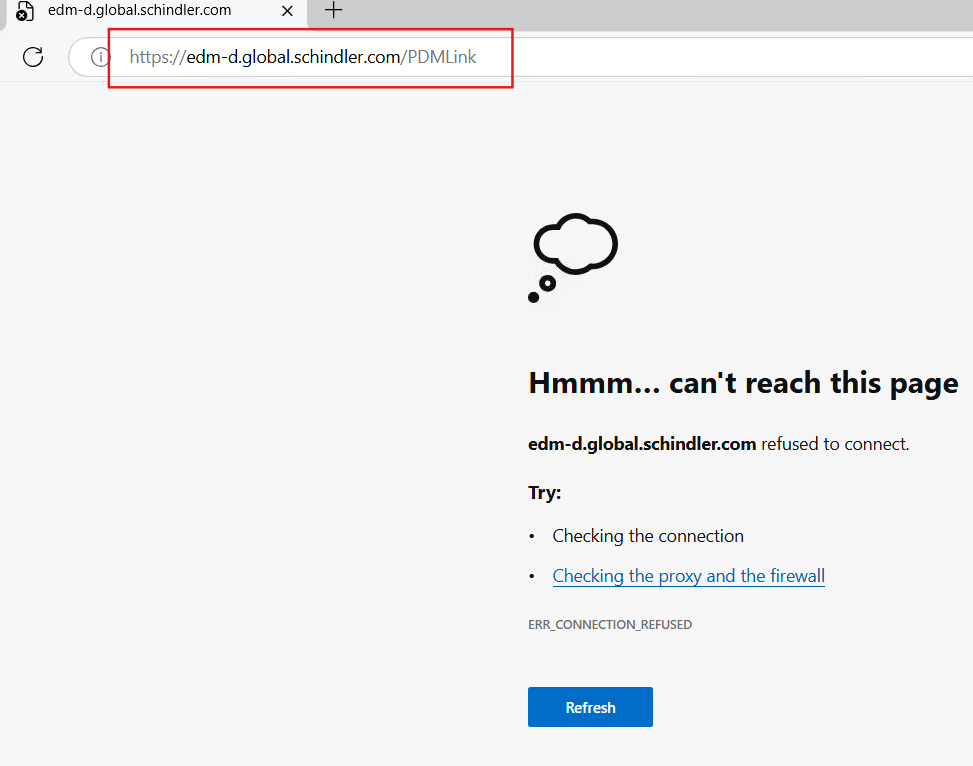 edm-d.global.schindler.com
https://edm-d.global.schindler.com/PDMLink
Hmmm... can't reach this page
edm-d.global.schindler.com refused to connect.
Try:
• Checking the connection
• Checking the proxy and the firewall
ERR_CONNECTION_REFUSED
Refresh